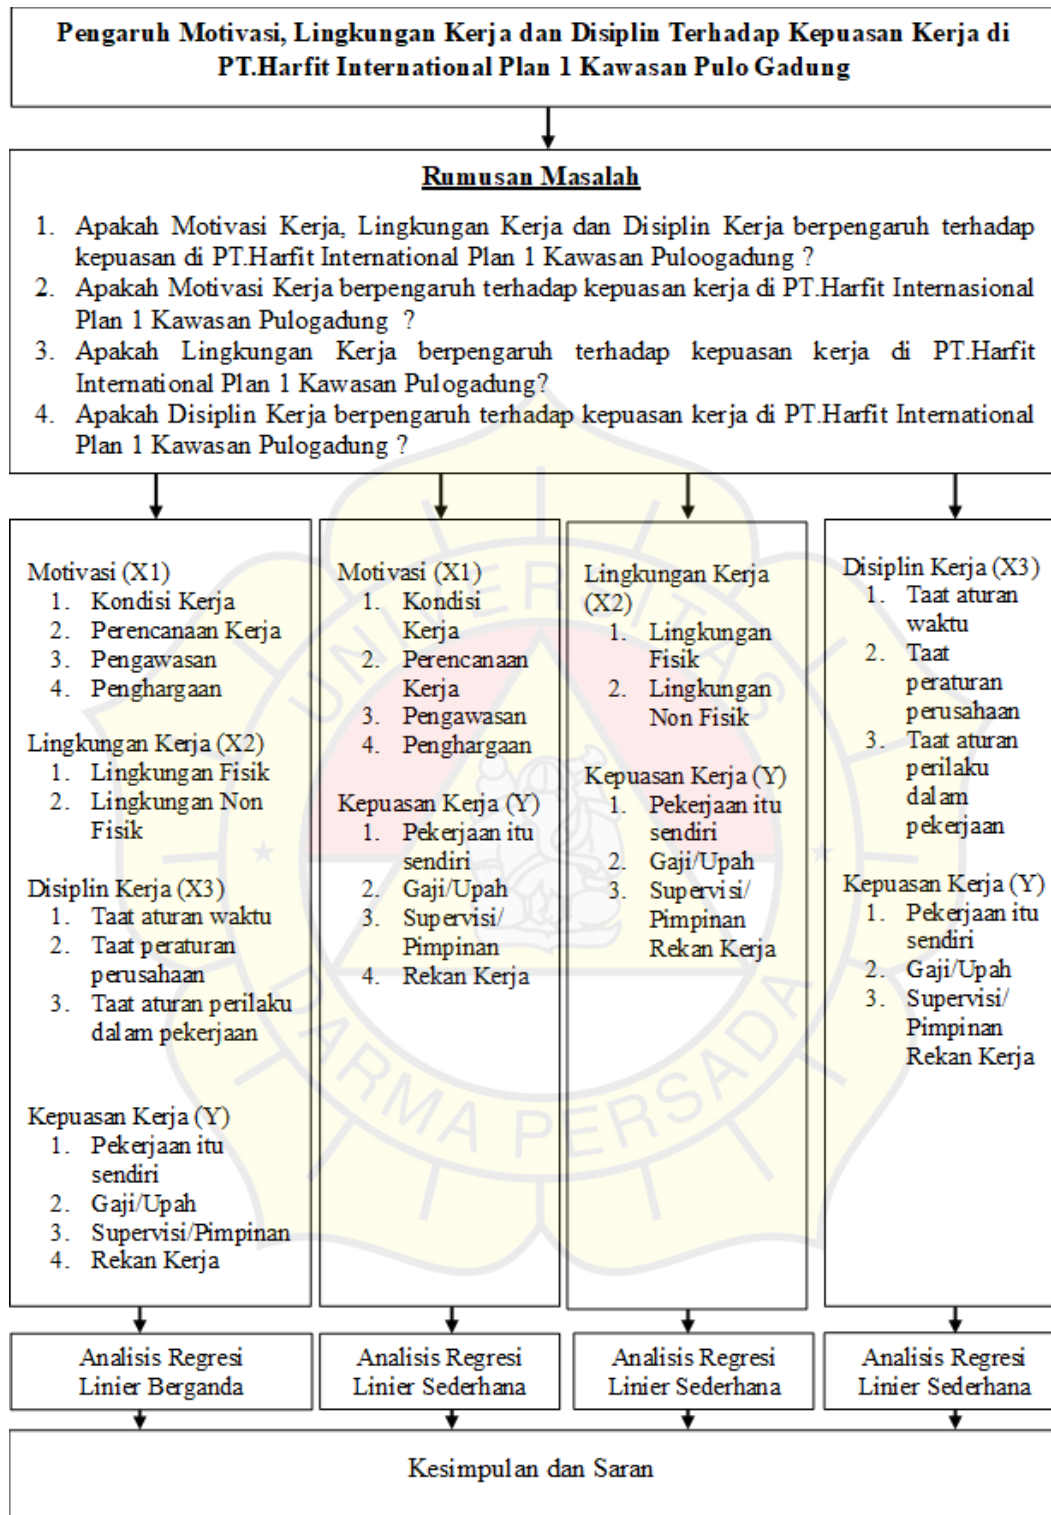 Pengaruh Motivasi, Lingkungan Kerja dan Disiplin Terhadap Kepuasan Kerja di
PT.Harfit International Plan 1 Kawasan Pulo Gadung
Rumusan Masalah
1. Apakah Motivasi Kerja, Lingkungan Kerja dan Disiplin Kerja berpengaruh terhadap
kepuasan di PT.Harfit International Plan 1 Kawasan Puloogadung ?
2. Apakah Motivasi Kerja berpengaruh terhadap kepuasan kerja di PT.Harfit Internasional
Plan 1 Kawasan Pulogadung ?
3. Apakah Lingkungan Kerja berpengaruh terhadap kepuasan kerja di PT.Harfit
International Plan 1 Kawasan Pulogadung?
4. Apakah Disiplin Kerja berpengaruh terhadap kepuasan kerja di PT.Harfit International
Plan 1 Kawasan Pulogadung ?
Motivasi (X1)
1. Kondisi Kerja
2. Perencanaan Kerja
3. Pengawasan
4. Penghargaan
Lingkungan Kerja (X2)
1. Lingkungan Fisik
2. Lingkungan Non
Fisik
Disiplin Kerja (X3)
1. Taat aturan waktu
2. Taat peraturan
perusahaan
3. Taat aturan perilaku
dalam pekerjaan
Kepuasan Kerja (Y)
1. Pekerjaan itu
sendiri
2. Gaji/Upah
3. Supervisi/Pimpinan
4. Rekan Kerja
Motivasi (X1)
1. Kondisi
Kerja
2. Perencanaan
Kerja
3. Pengawasan
4. Penghargaan
Kepuasan Kerja (Y)
1. Pekerjaan itu
sendiri
2. Gaji/Upah
3. Supervisi/
Pimpinan
4. Rekan Kerja
Lingkungan Kerja
(X2)
1. Lingkungan
Fisik
2. Lingkungan
Non Fisik
Kepuasan Kerja (Y)
1. Pekerjaan itu
sendiri
2. Gaji/Upah
3. Supervisi/
Pimpinan
Rekan Kerja
Disiplin Kerja (X3)
1. Taat aturan
waktu
2. Taat
peraturan
perusahaan
3. Taat aturan
perilaku
dalam
pekerjaan
Kepuasan Kerja (Y)
1. Pekerjaan itu
sendiri
2. Gaji/Upah
3. Supervisi/
Pimpinan
Rekan Kerja
Analisis Regresi
Linier Berganda
Analisis Regresi
Linier Sederhana
Analisis Regresi
Linier Sederhana
Analisis Regresi
Linier Sederhana
Kesimpulan dan Saran
UNIVERSITAS
DARMA PERSADA